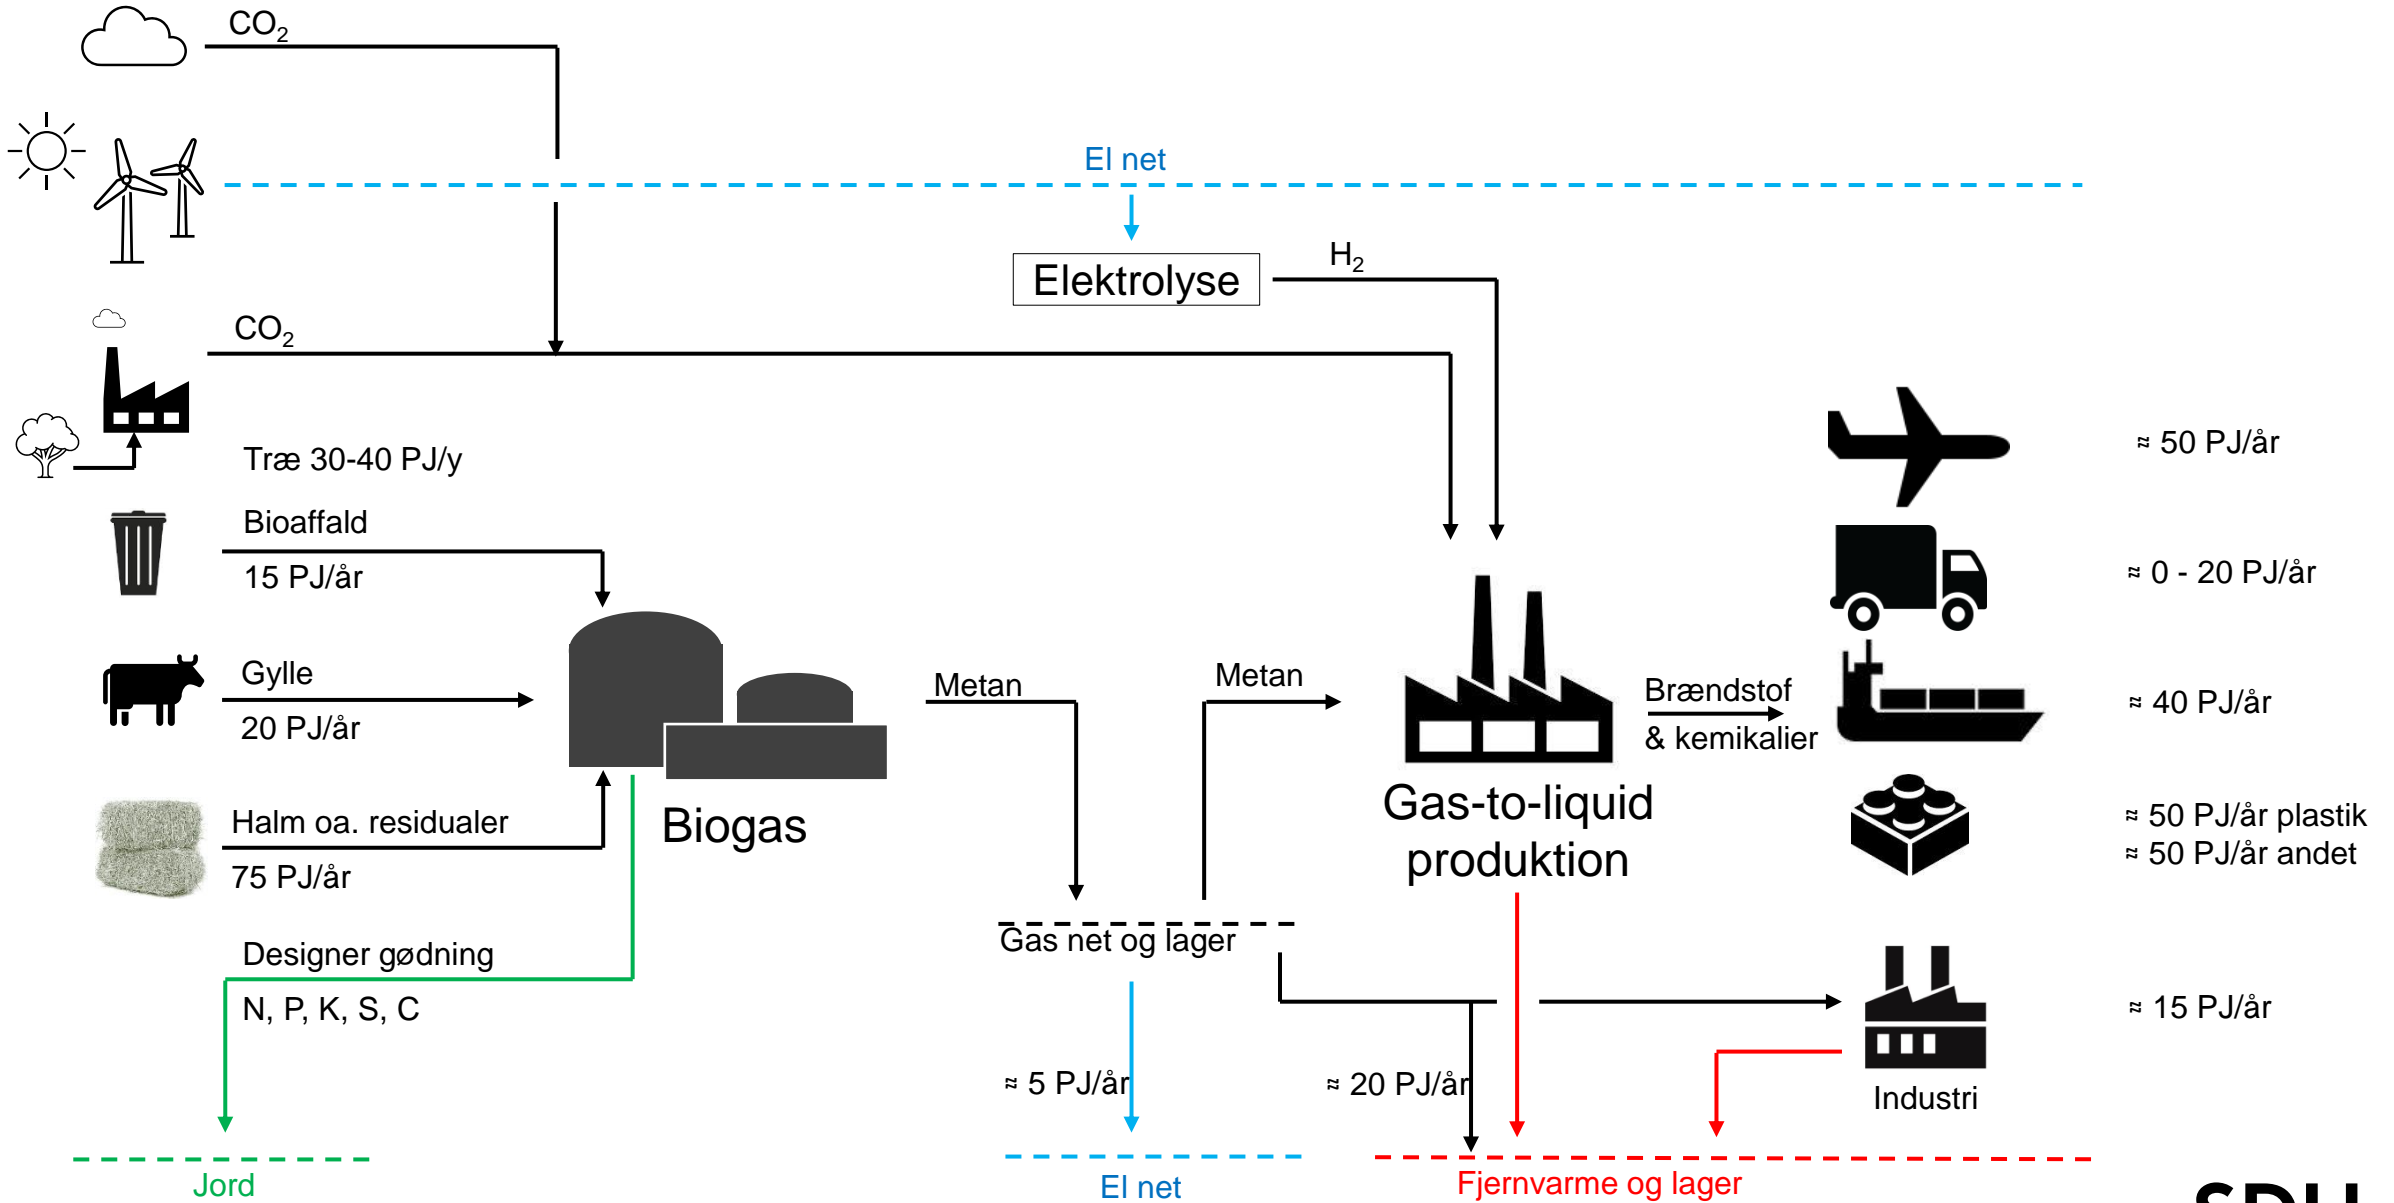 CO₂
El net
Elektrolyse
H₂
CO₂
Træ 30-40 PJ/y
≈ 50 PJ/år
Bioaffald
15 PJ/år
≈ 0 - 20 PJ/år
Gylle
20 PJ/år
Metan
Metan
Brændstof
& kemikalier
≈ 40 PJ/år
Gas-to-liquid
produktion
Biogas
Halm oa. residualer
75 PJ/år
≈ 50 PJ/år plastik
≈ 50 PJ/år andet
Gas net og lager
Designer gødning
N, P, K, S, C
≈ 15 PJ/år
≈ 5 PJ/år
≈ 20 PJ/år
Industri
Jord
El net
Fjernvarme og lager
SDU